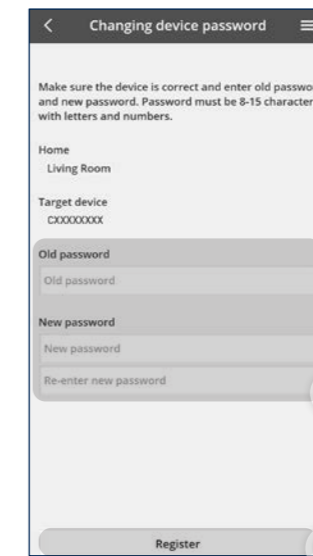 Changing device password
Make sure the device is correct and enter old passwo
and new password. Password must be 8-15 character
with letters and numbers.
Home
Living Room
Target device
CXXXXXXXX
Old password
Old password
New password
New password
Re-enter new password
Register